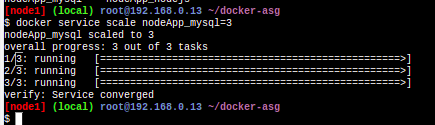 [node1] (local) root@192.168.0.13 ~/docker-asg
$ docker service scale nodeApp_mysql=3
nodeApp_mysql scaled to 3
overall progress: 3 out of 3 tasks
1/3: running   [==================================================>]
2/3: running   [==================================================>]
3/3: running   [==================================================>]
verify: Service converged
[node1] (local) root@192.168.0.13 ~/docker-asg
$